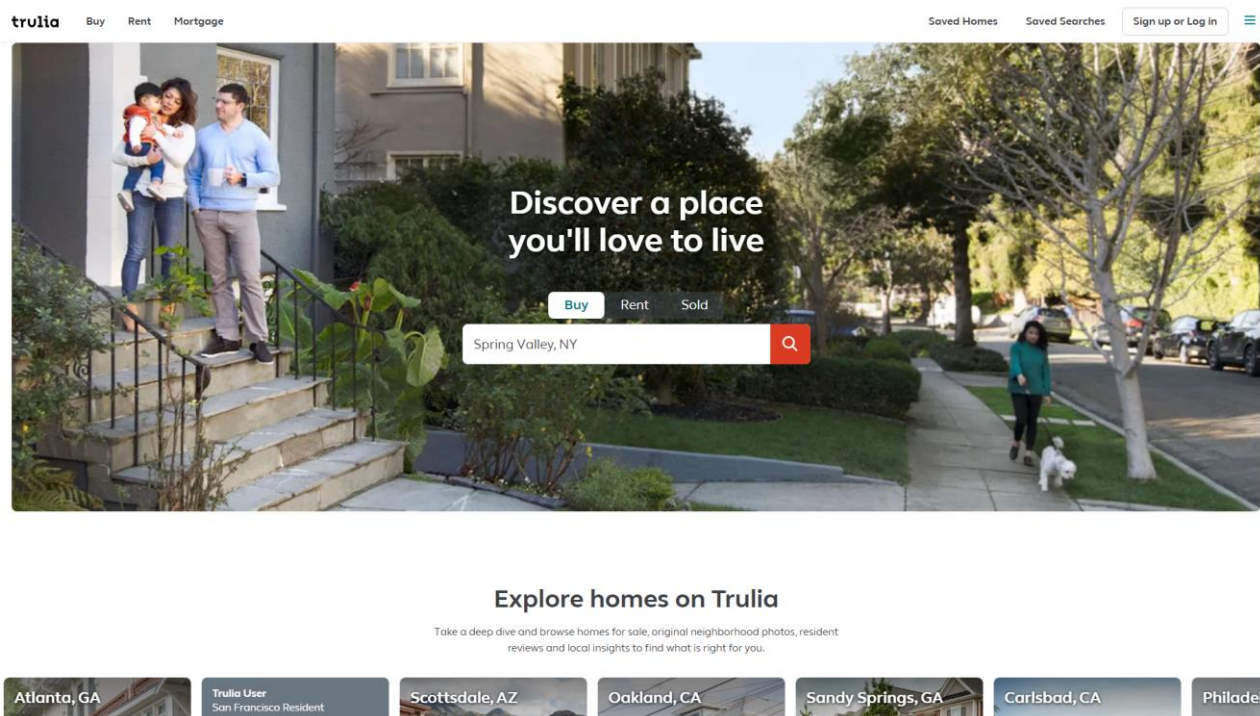 trulia Buy Rent Mortgage Saved Homes Saved Searches Sign up or Log in
Discover a place
you'll love to live
Buy Rent Sold
Spring Valley, NY
Explore homes on Trulia
Take a deep dive and browse homes for sale, original neighborhood photos, resident
reviews and local insights to find what is right for you.
Atlanta, GA
Trulia User
San Francisco Resident
Scottsdale, AZ
Oakland, CA
Sandy Springs, GA
Carlsbad, CA
Philade